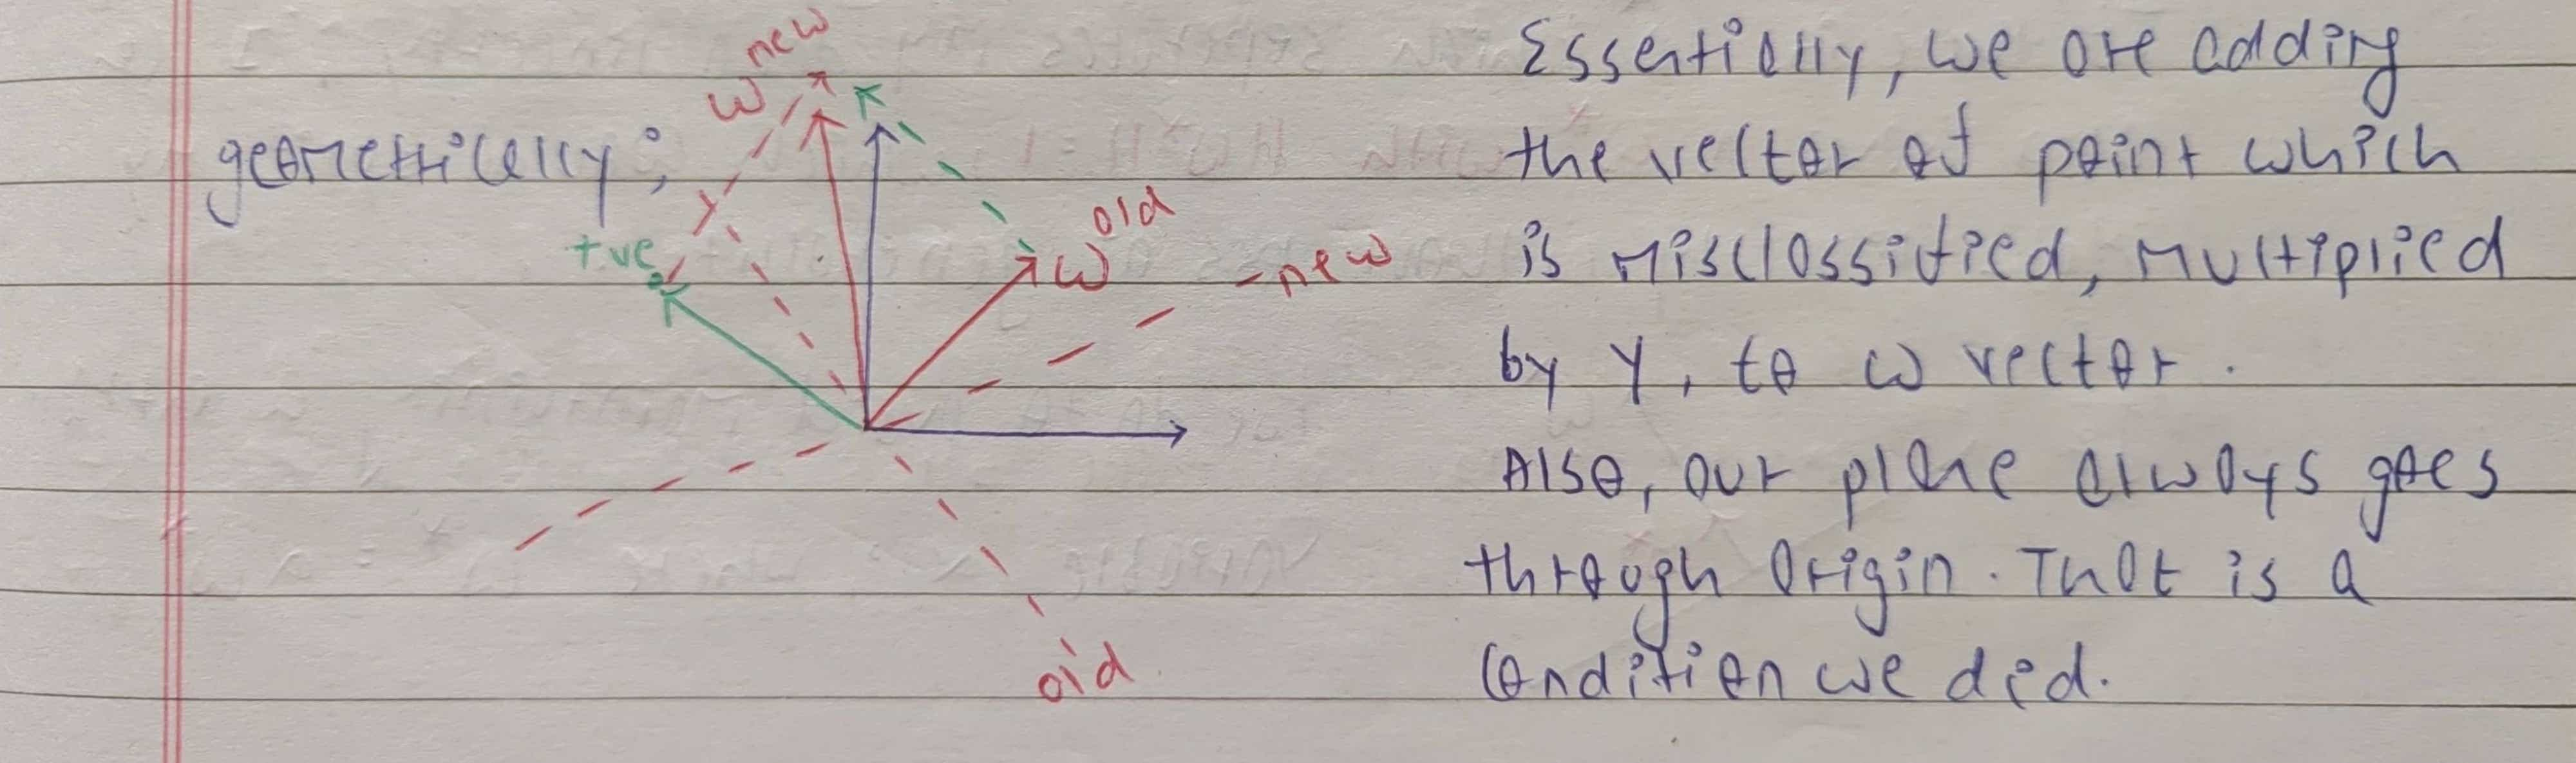 geometrically;
new
w
+ve
old
w
new
old
Essentially, we are adding
the vector of point which
is misclassified, multiplied
by y, to w vector.
Also, our plane always goes
through origin. That is a
condition we did.